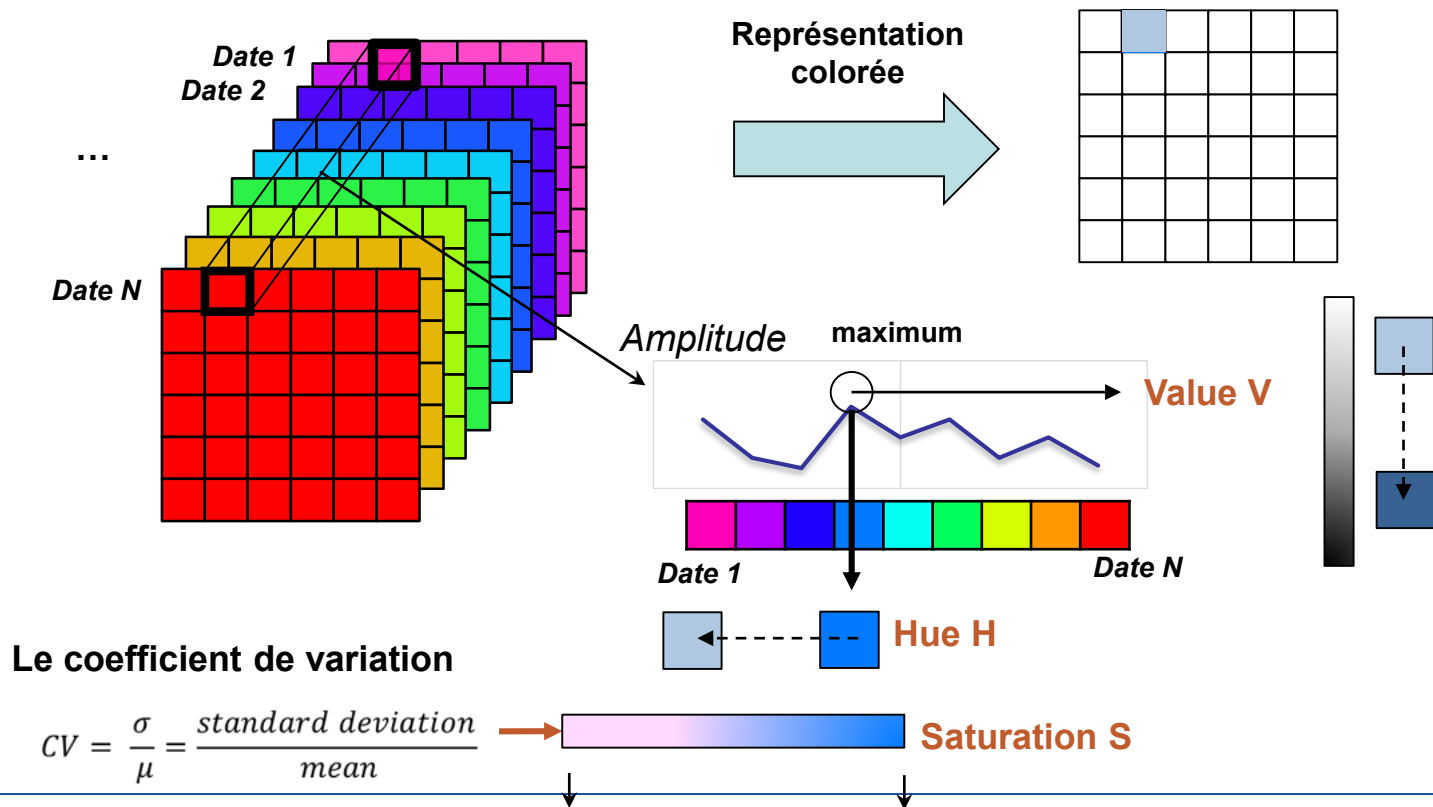 Date 1
Date 2
...
Date N
Représentation
colorée
Amplitude
maximum
Value V
Date 1
Date N
Hue H
Le coefficient de variation
CV = σ/μ = standard deviation/mean
Saturation S